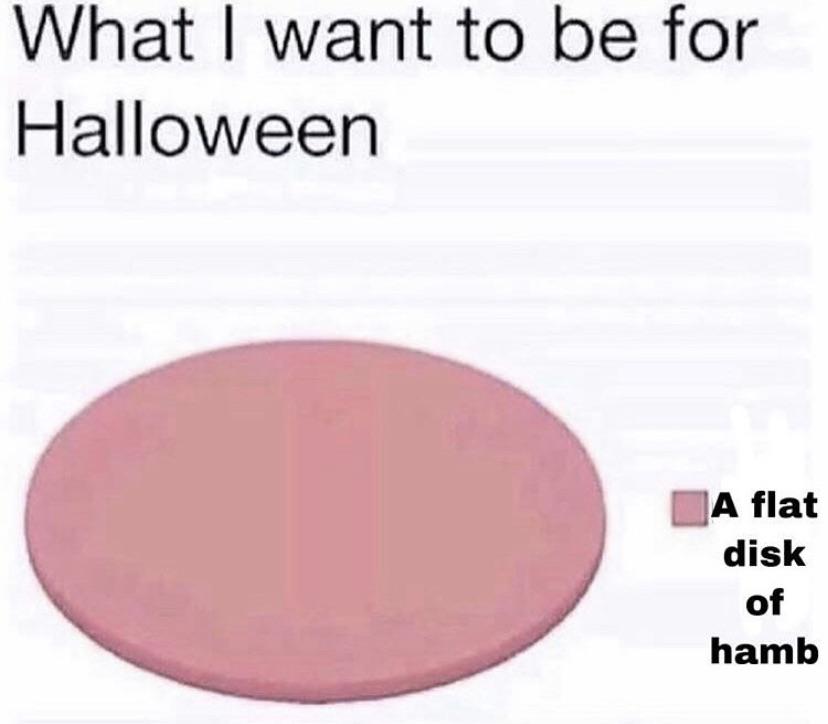 What I want to be for
Halloween
A flat
disk
of
hamb